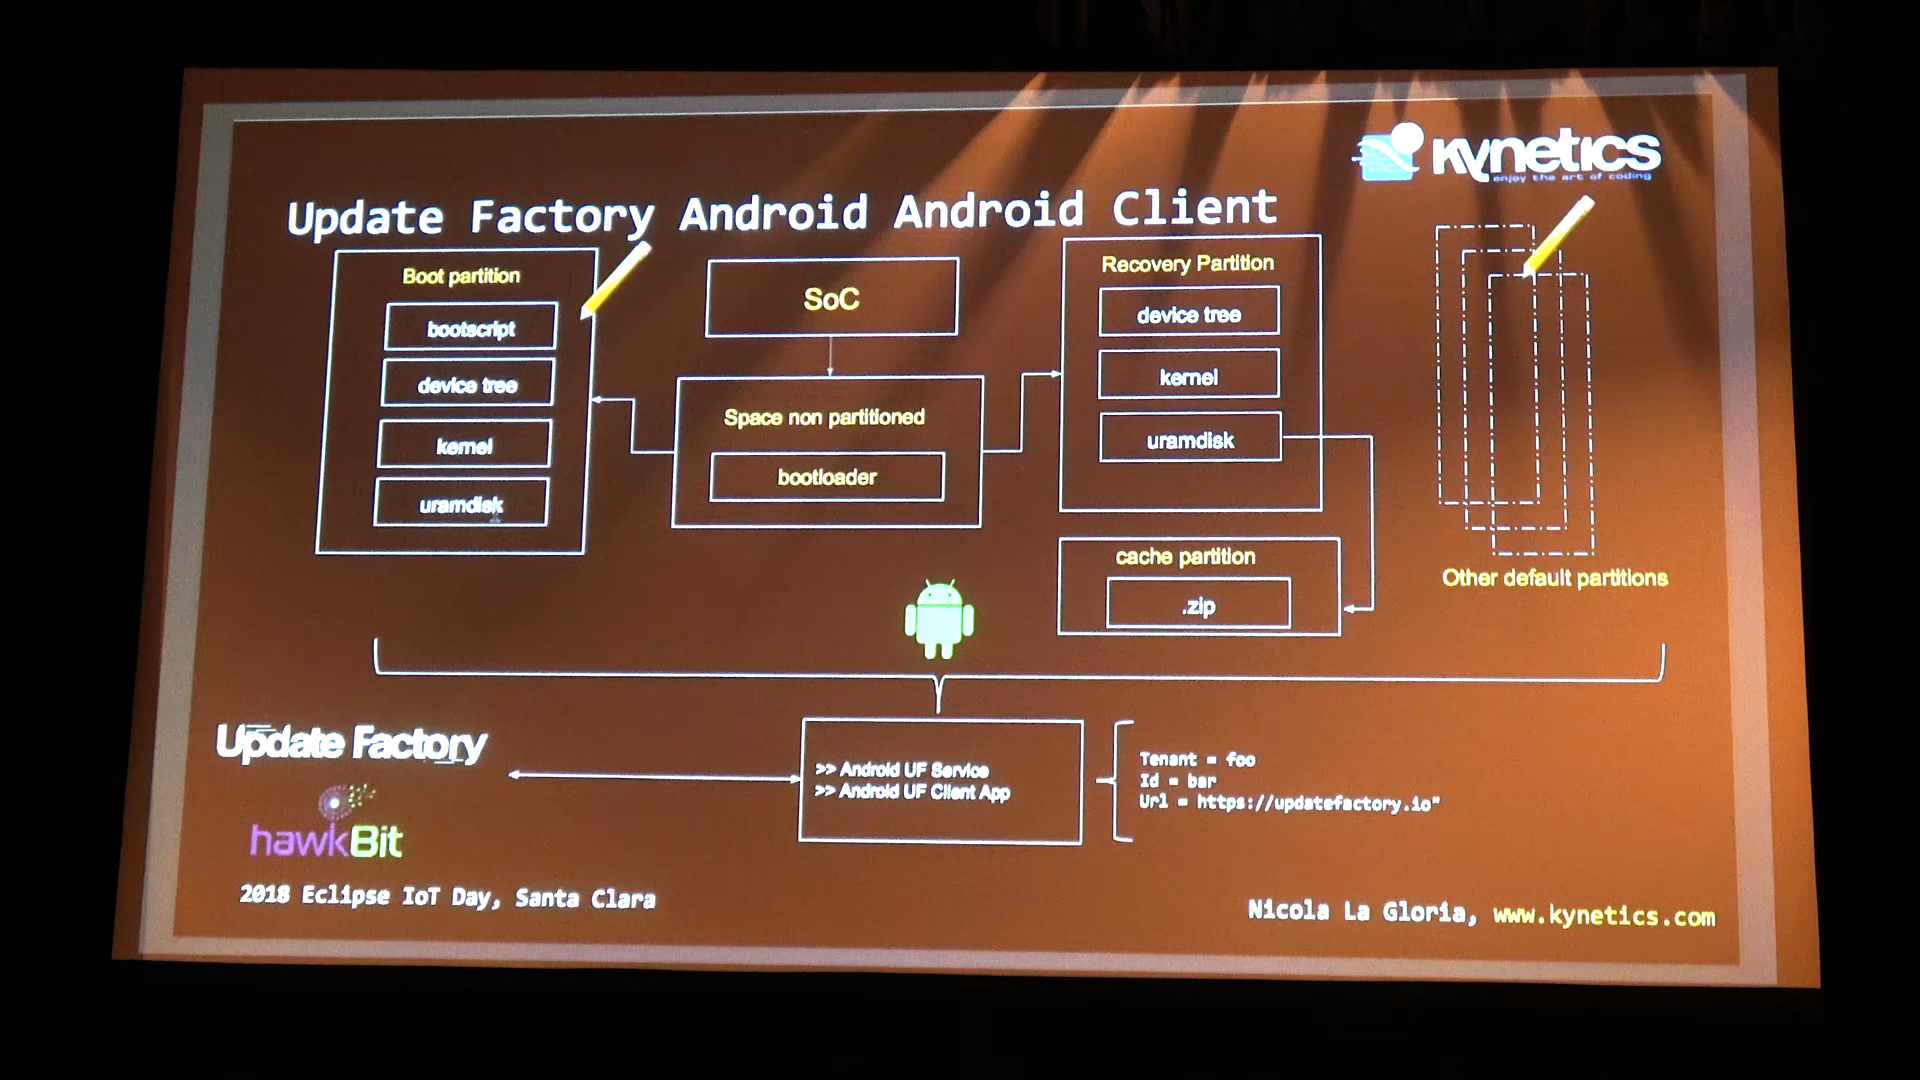 kynetics
enjoy the art of coding
Update Factory Android Android Client
Boot partition
bootscript
device tree
kernel
uramdisk
SoC
Space non partitioned
bootloader
Recovery Partition
device tree
kernel
uramdisk
cache partition
.zip
Other default partitions
Update Factory
hawkBit
>> Android UF Service
>> Android UF Client App
Tenant = foo
Id = bar
Url = https://updatefactory.io"
2018 Eclipse IoT Day, Santa Clara
Nicola La Gloria, www.kynetics.com